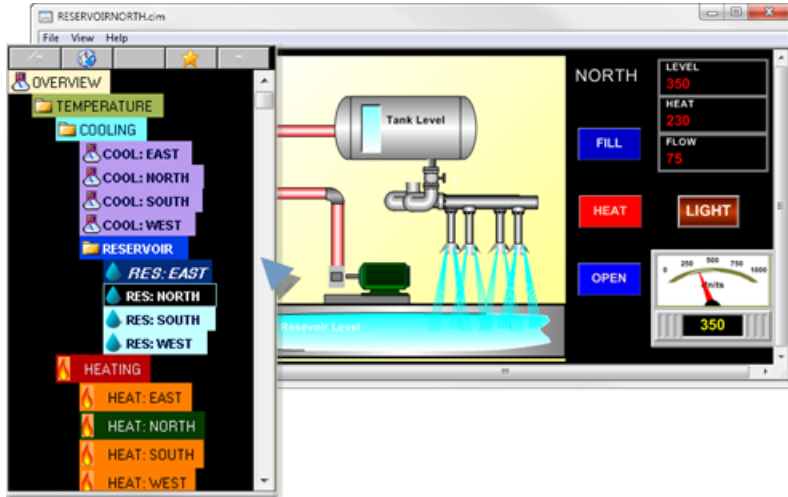 RESERVOIRNORTH.cim
File View Help
OVERVIEW
TEMPERATURE
COOLING
COOL: EAST
COOL: NORTH
COOL: SOUTH
COOL: WEST
RESERVOIR
RES: EAST
RES: NORTH
RES: SOUTH
RES: WEST
HEATING
HEAT: EAST
HEAT: NORTH
HEAT: SOUTH
HEAT: WEST
Tank Level
Resevoir Level
NORTH
LEVEL
350
HEAT
230
FLOW
75
FILL
HEAT
LIGHT
OPEN
0 250 500 750 1000
Units
350